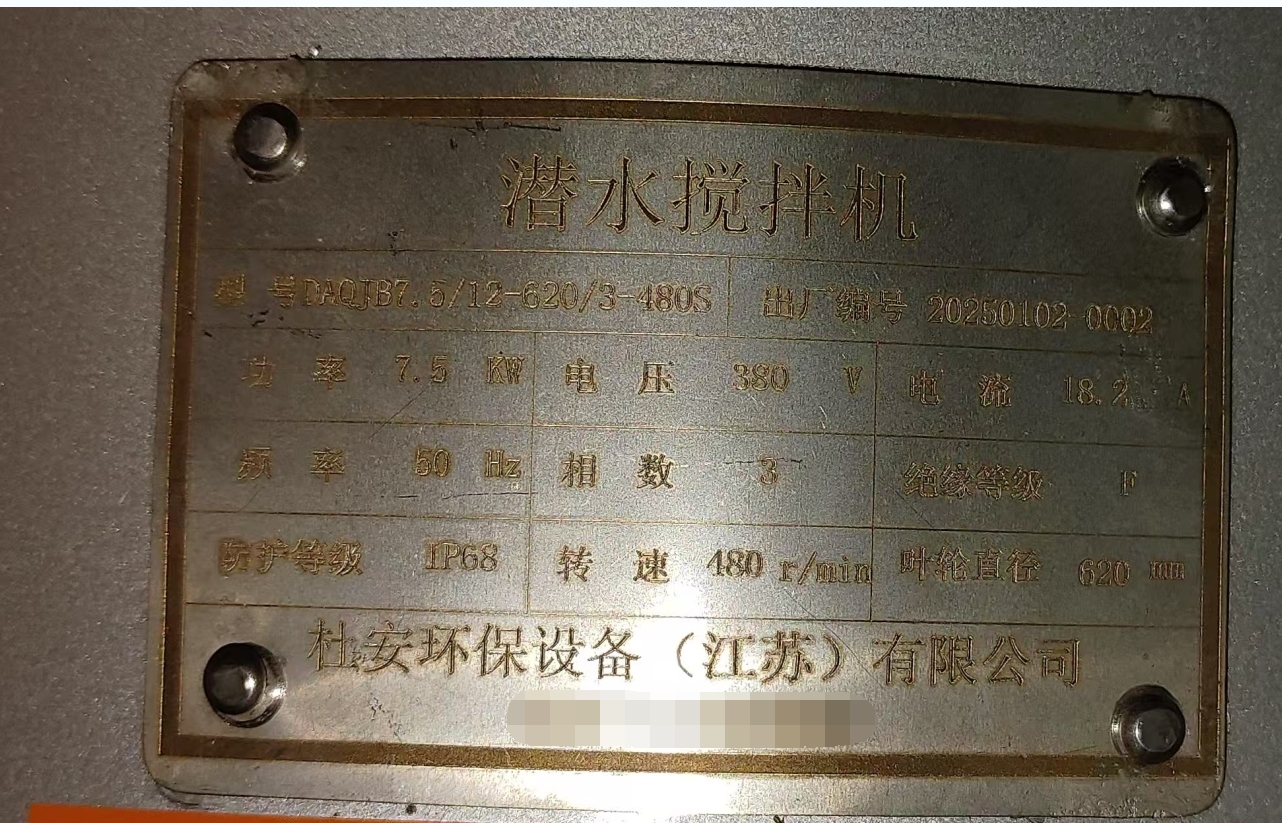 潜水搅拌机
型 号DAQJB7.5/12-620/3-480S 出厂编号 20250102-0002
功 率 7.5 KW 电 压 380 V 电 流 18.2 A
频 率 50 Hz 相 数 3 绝缘等级 F
防护等级 IP68 转 速 480 r/min 叶轮直径 620 mm
杜安环保设备（江苏）有限公司